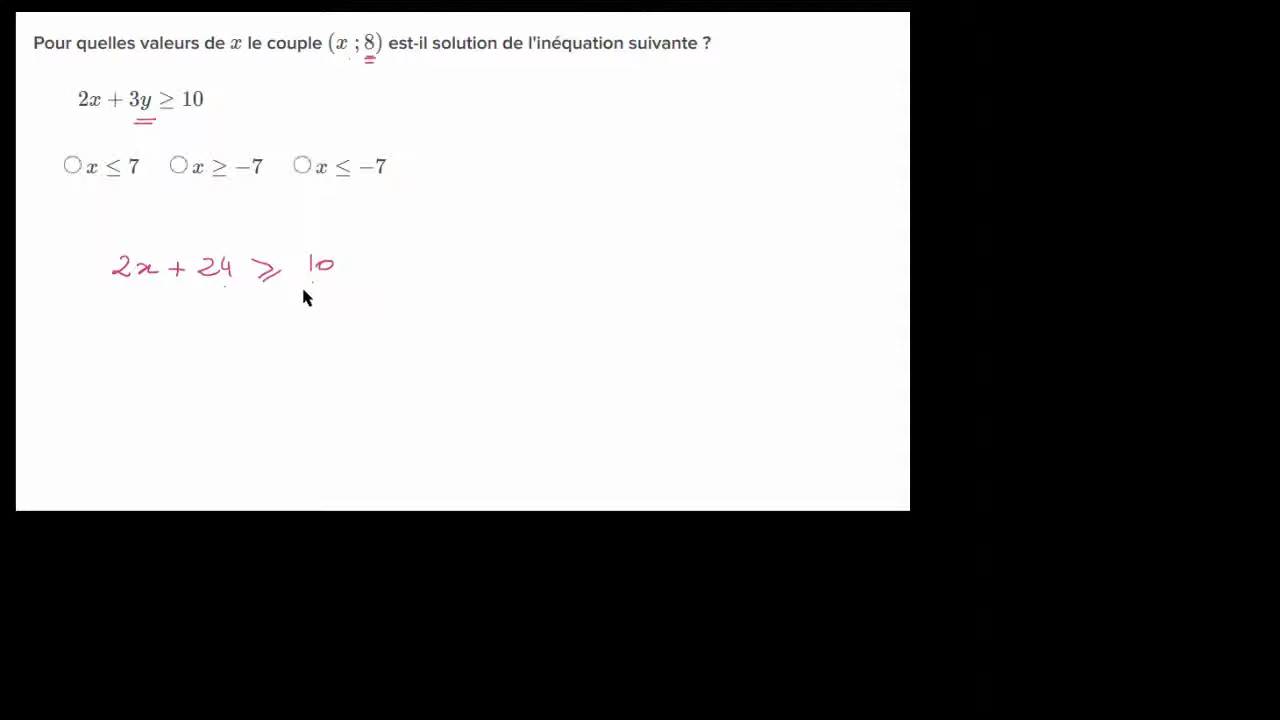 Pour quelles valeurs de x le couple (x ; 8) est-il solution de l'inéquation suivante ?
2x + 3y ≥ 10
x ≤ 7 x ≥ −7 x ≤ −7
2x + 24 ⩾ 10